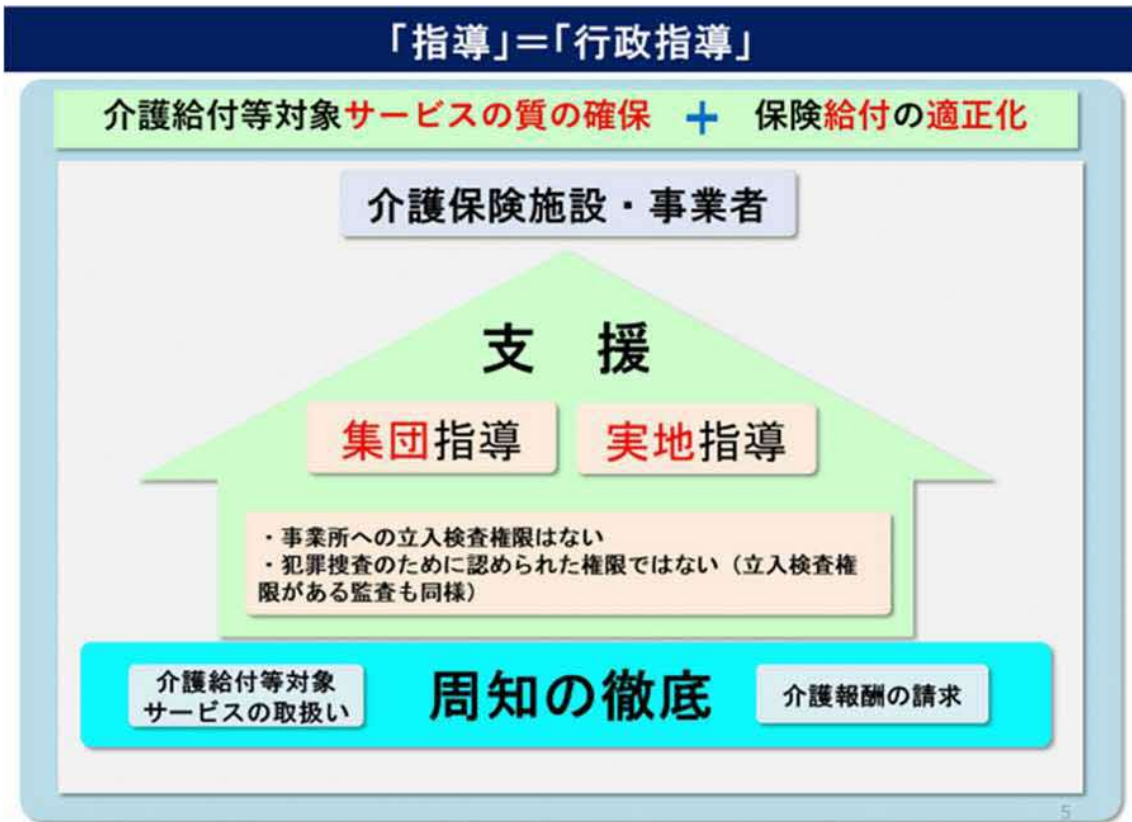 「指導」=「行政指導」
介護給付等対象サービスの質の確保 + 保険給付の適正化
介護保険施設・事業者
支 援
集団指導 実地指導
・事業所への立入検査権限はない
・犯罪捜査のために認められた権限ではない(立入検査権
限がある監査も同様)
介護給付等対象
サービスの取扱い
周知の徹底
介護報酬の請求
5